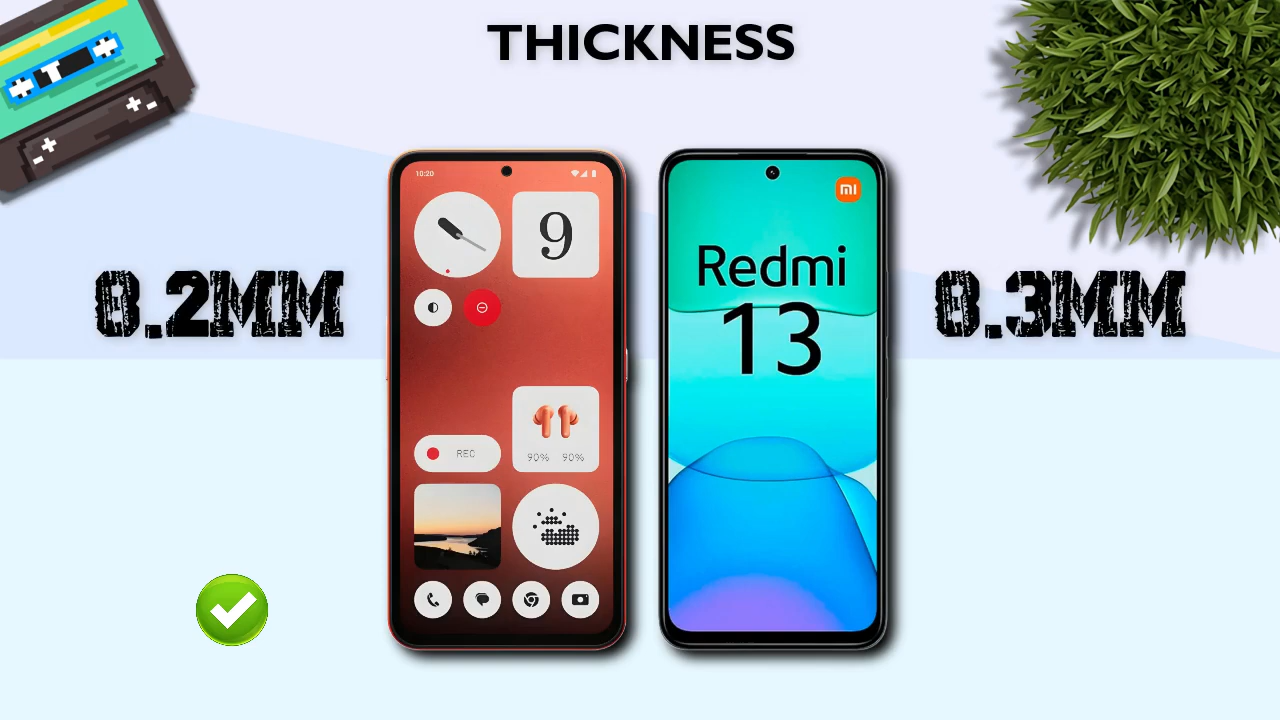 THICKNESS
T
8.2MM
8.3MM
10:20
9
REC
90% 90%
mi
Redmi
13